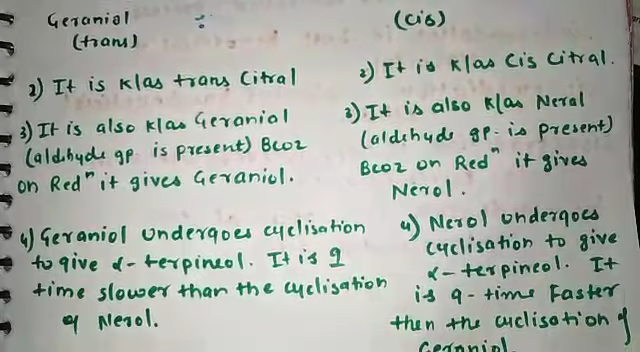 Geraniol
(trans)
2) It is Klas trans Citral
3) It is also Klas Geranial
(aldehyde gp is present) Bcoz
on Redⁿ it gives Geraniol.
4) Geraniol undergoes cyclisation
to give α-terpineol. It is 9
time slower than the cyclisation
of Nerol.
(cis)
2) It is Klas Cis Citral.
3) It is also Klas Neral
(aldehyde gp. is present)
Bcoz on Redⁿ it gives
Nerol.
4) Nerol undergoes
cyclisation to give
α-terpineol. It
is 9-time Faster
then the cyclisation of
Geraniol.